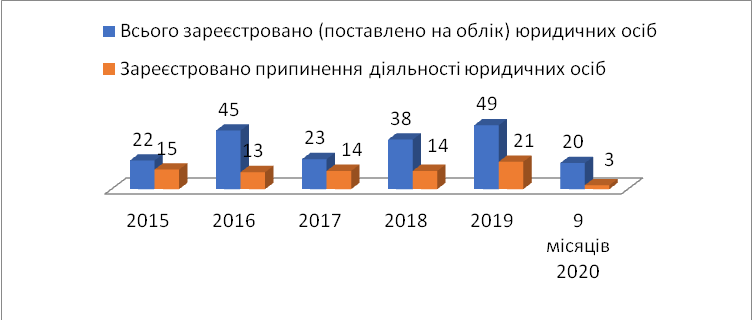 Всього зареєстровано (поставлено на облік) юридичних осіб
Зареєстровано припинення діяльності юридичних осіб
22 15 45 13 23 14 38 14 49 21 20 3
2015 2016 2017 2018 2019 9
місяців
2020